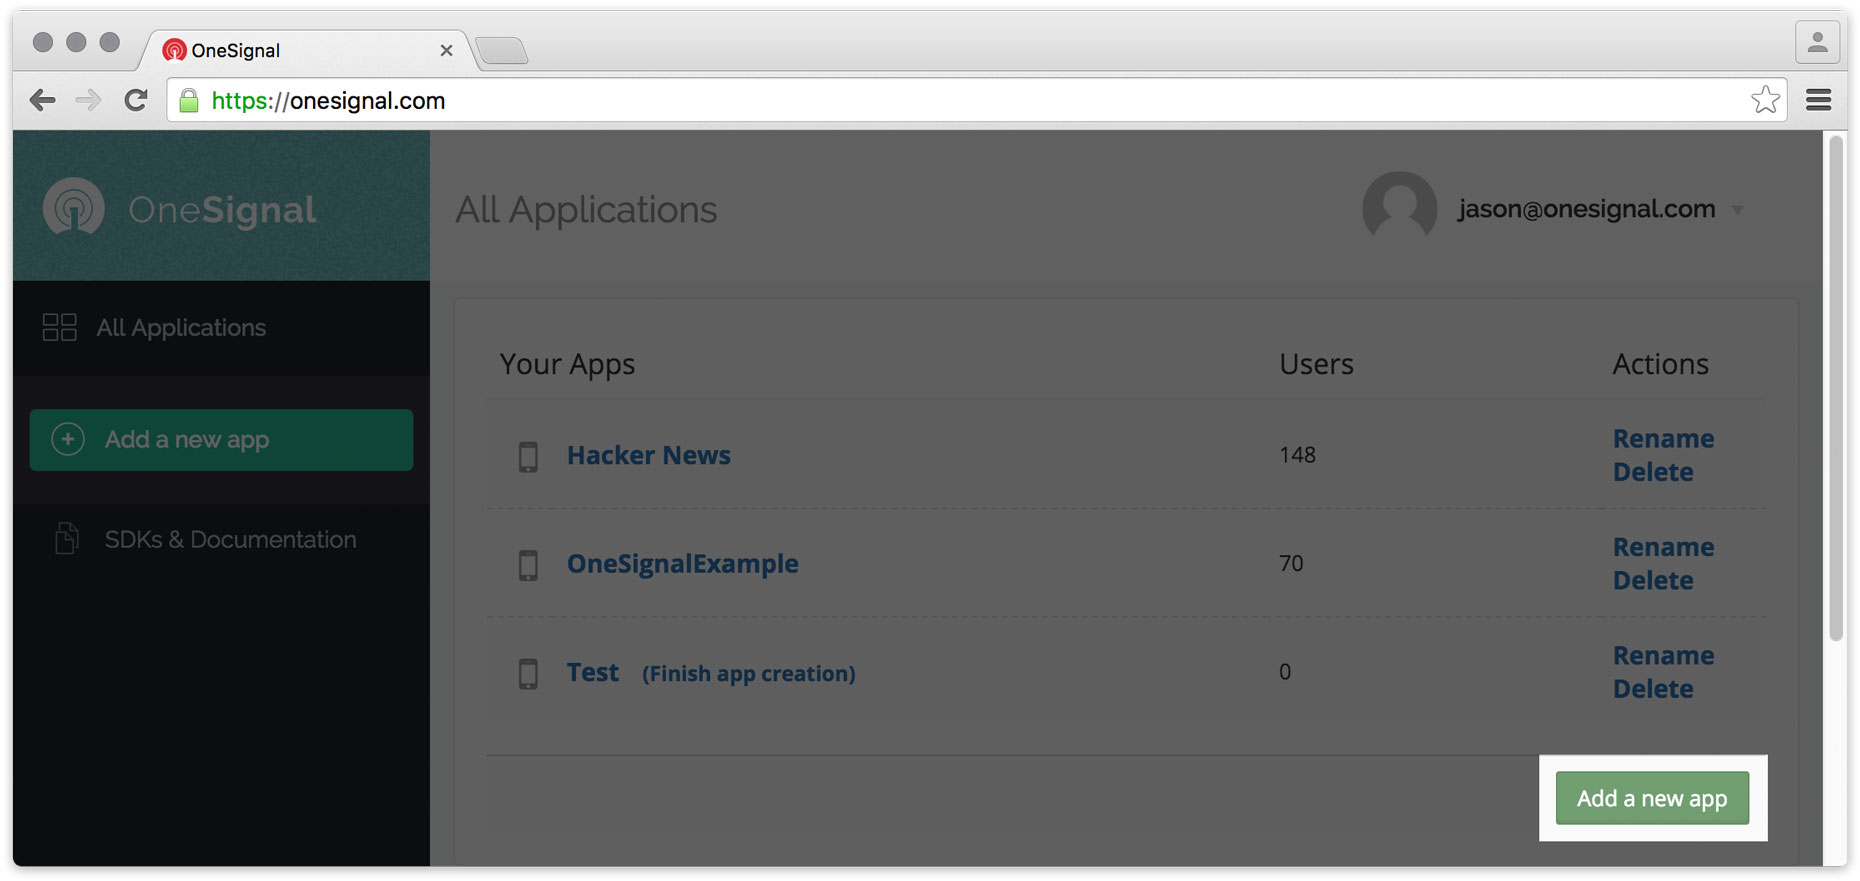 OneSignal
https://onesignal.com
OneSignal
All Applications
jason@onesignal.com
All Applications
Add a new app
SDKs & Documentation
Your Apps Users Actions
Hacker News 148 Rename
Delete
OneSignalExample 70 Rename
Delete
Test (Finish app creation) 0 Rename
Delete
Add a new app